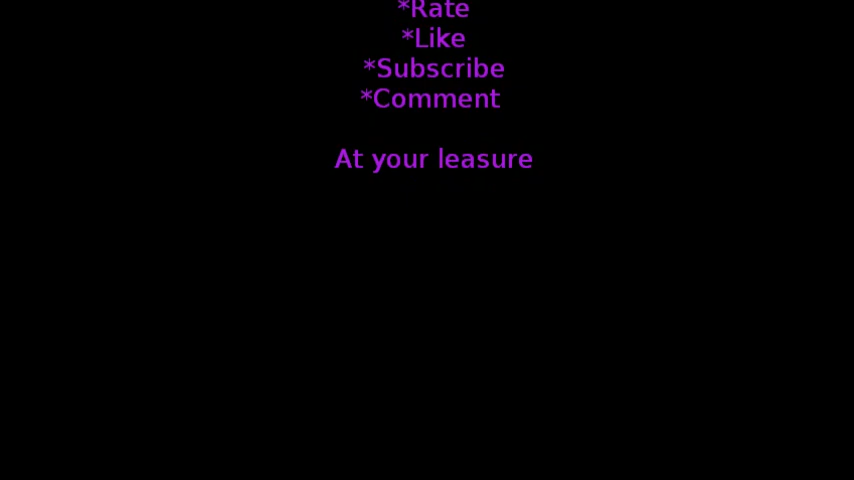 *Rate
*Like
*Subscribe
*Comment
At your leasure